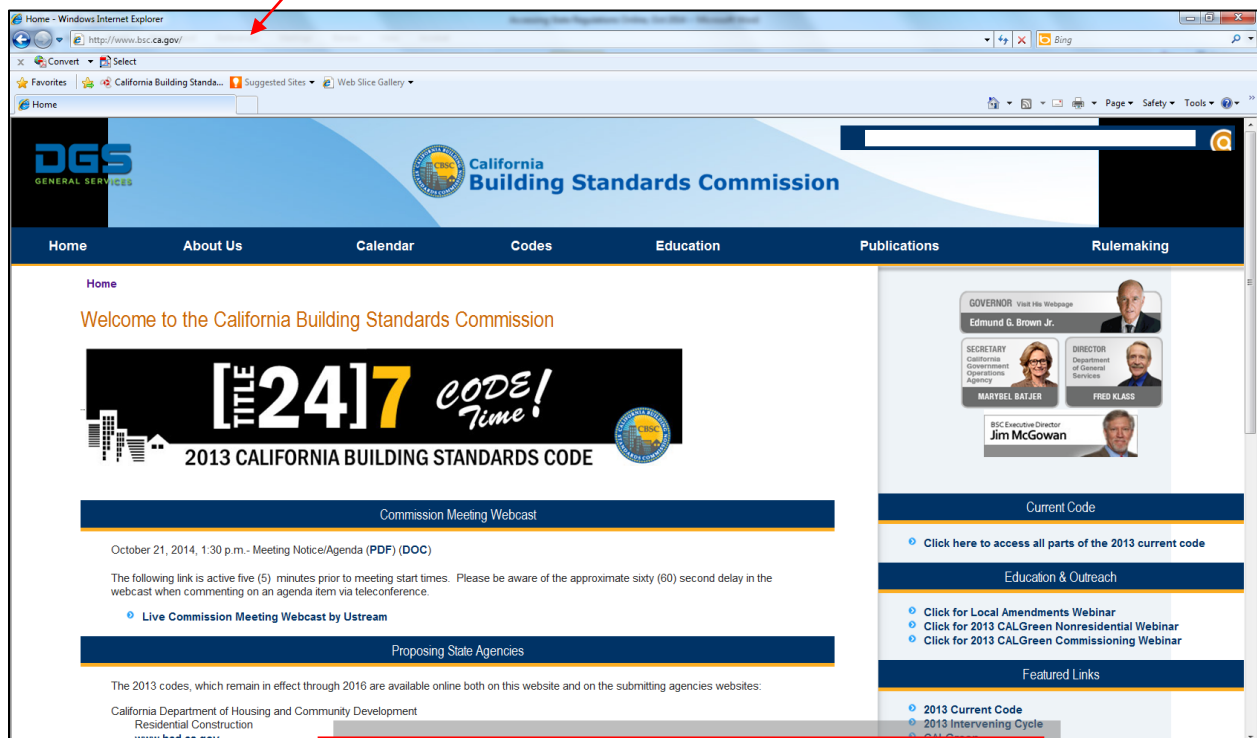 Home - Windows Internet Explorer
http://www.bsc.ca.gov/
Bing
x Convert Select
Favorites California Building Standa... Suggested Sites Web Slice Gallery
Home
Page Safety Tools
DGS
GENERAL SERVICES
CBSC
California
Building Standards Commission
Home About Us Calendar Codes Education Publications Rulemaking
Home
Welcome to the California Building Standards Commission
[TITLE 24]7 CODE! Time!
CBSC
2013 CALIFORNIA BUILDING STANDARDS CODE
Commission Meeting Webcast
October 21, 2014, 1:30 p.m.- Meeting Notice/Agenda (PDF) (DOC)
The following link is active five (5) minutes prior to meeting start times. Please be aware of the approximate sixty (60) second delay in the
webcast when commenting on an agenda item via teleconference.
Live Commission Meeting Webcast by Ustream
Proposing State Agencies
The 2013 codes, which remain in effect through 2016 are available online both on this website and on the submitting agencies websites:
California Department of Housing and Community Development
Residential Construction
www.hcd.ca.gov
GOVERNOR Visit His Webpage
Edmund G. Brown Jr.
SECRETARY
California
Government
Operations
Agency
MARYBEL BATJER
DIRECTOR
Department
of General
Services
FRED KLASS
BSC Executive Director
Jim McGowan
Current Code
Click here to access all parts of the 2013 current code
Education & Outreach
Click for Local Amendments Webinar
Click for 2013 CALGreen Nonresidential Webinar
Click for 2013 CALGreen Commissioning Webinar
Featured Links
2013 Current Code
2013 Intervening Cycle
CALGreen